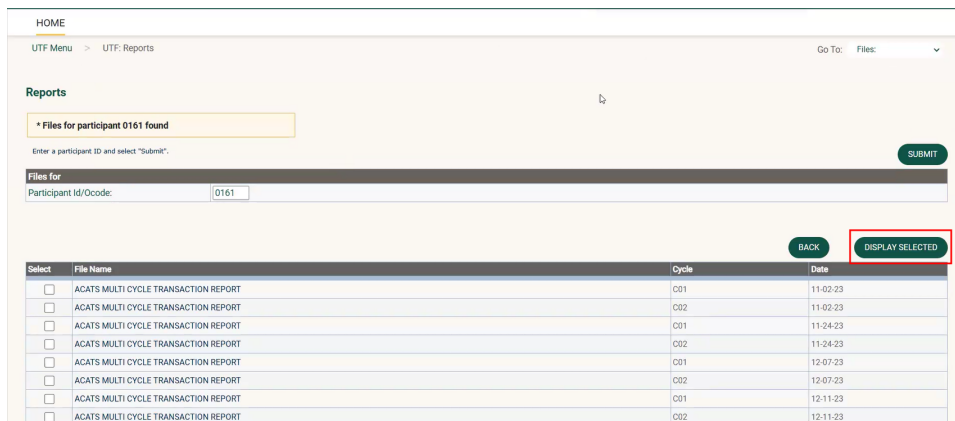 HOME
UTF Menu > UTF: Reports Go To: Files:
Reports
* Files for participant 0161 found
Enter a participant ID and select "Submit".
SUBMIT
Files for
Participant Id/Ocode: 0161
BACK DISPLAY SELECTED
Select File Name Cycle Date
ACATS MULTI CYCLE TRANSACTION REPORT C01 11-02-23
ACATS MULTI CYCLE TRANSACTION REPORT C02 11-02-23
ACATS MULTI CYCLE TRANSACTION REPORT C01 11-24-23
ACATS MULTI CYCLE TRANSACTION REPORT C02 11-24-23
ACATS MULTI CYCLE TRANSACTION REPORT C01 12-07-23
ACATS MULTI CYCLE TRANSACTION REPORT C02 12-07-23
ACATS MULTI CYCLE TRANSACTION REPORT C01 12-11-23
ACATS MULTI CYCLE TRANSACTION REPORT C02 12-11-23